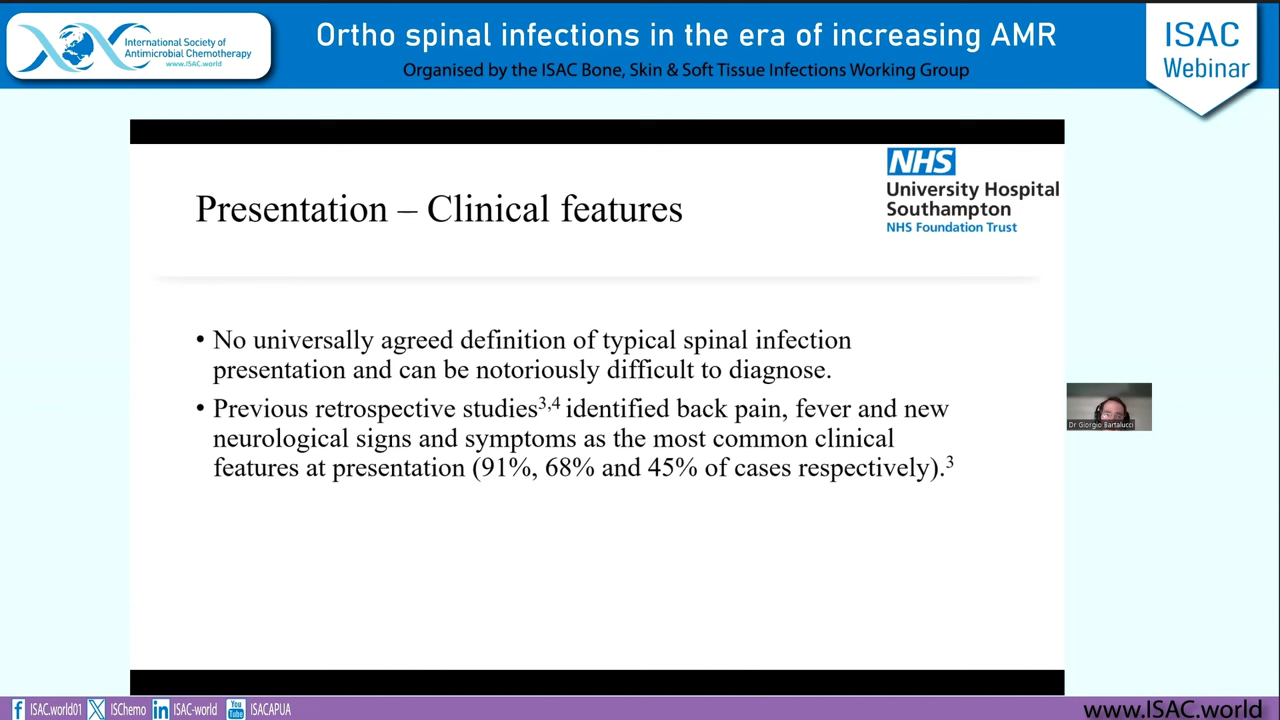 International Society of
Antimicrobial Chemotherapy
www.ISAC.world
Ortho spinal infections in the era of increasing AMR
Organised by the ISAC Bone, Skin & Soft Tissue Infections Working Group
ISAC
Webinar
NHS
University Hospital
Southampton
NHS Foundation Trust
Presentation – Clinical features
• No universally agreed definition of typical spinal infection
presentation and can be notoriously difficult to diagnose.
• Previous retrospective studies3,4 identified back pain, fever and new
neurological signs and symptoms as the most common clinical
features at presentation (91%, 68% and 45% of cases respectively).3
Dr Giorgio Bartalucci
f ISAC.world01 X ISChemo in ISAC-world You Tube ISACAPUA
www.ISAC.world